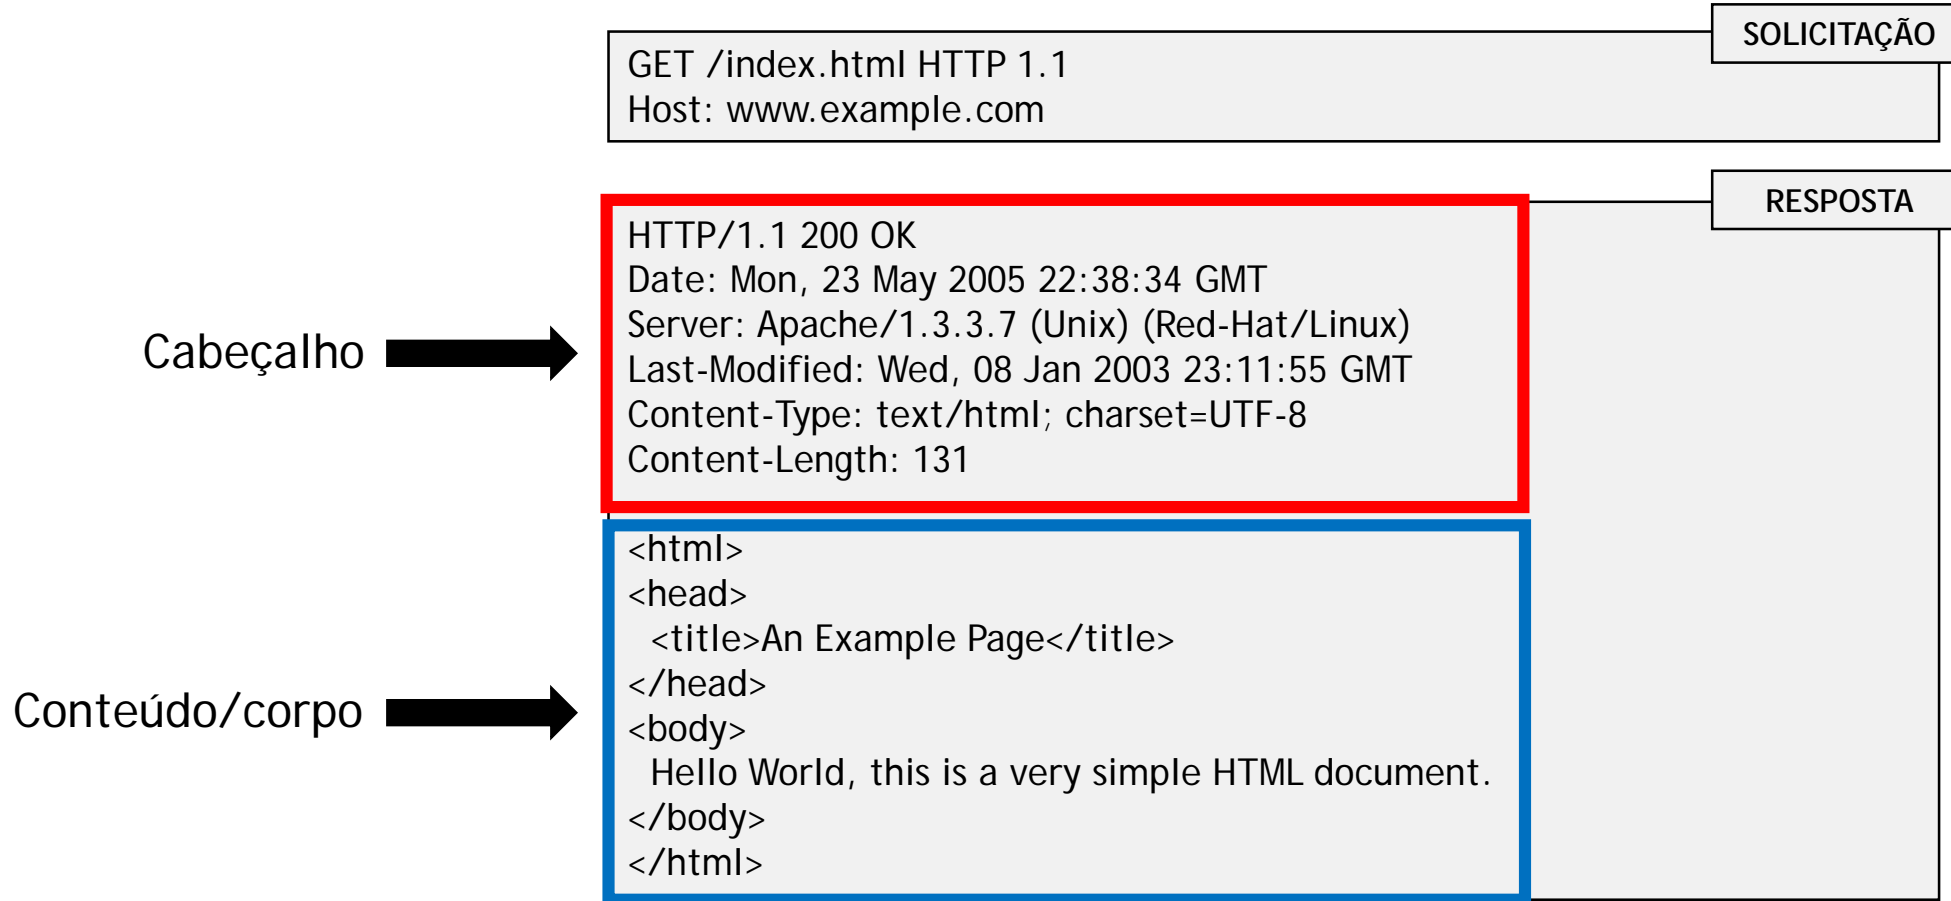 SOLICITAÇÃO
GET /index.html HTTP 1.1
Host: www.example.com
RESPOSTA
HTTP/1.1 200 OK
Date: Mon, 23 May 2005 22:38:34 GMT
Server: Apache/1.3.3.7 (Unix) (Red-Hat/Linux)
Last-Modified: Wed, 08 Jan 2003 23:11:55 GMT
Content-Type: text/html; charset=UTF-8
Content-Length: 131
Cabeçalho
<html>
<head>
<title>An Example Page</title>
</head>
<body>
Hello World, this is a very simple HTML document.
</body>
</html>
Conteúdo/corpo